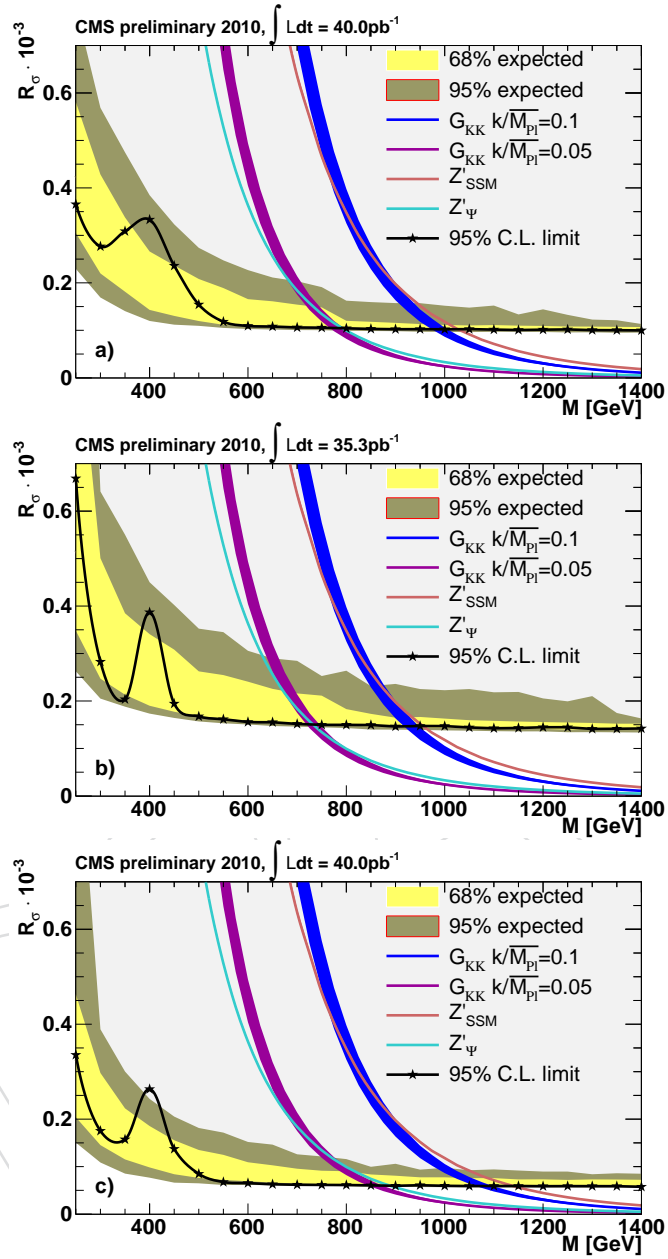 CMS preliminary 2010, ∫ Ldt = 40.0pb⁻¹
R_σ · 10⁻³
0.6
0.4
0.2
0
68% expected
95% expected
G_KK k/M̅_Pl=0.1
G_KK k/M̅_Pl=0.05
Z'_SSM
Z'_Ψ
95% C.L. limit
a)
400 600 800 1000 1200 1400
M [GeV]
CMS preliminary 2010, ∫ Ldt = 35.3pb⁻¹
R_σ · 10⁻³
0.6
0.4
0.2
0
68% expected
95% expected
G_KK k/M̅_Pl=0.1
G_KK k/M̅_Pl=0.05
Z'_SSM
Z'_Ψ
95% C.L. limit
b)
400 600 800 1000 1200 1400
M [GeV]
CMS preliminary 2010, ∫ Ldt = 40.0pb⁻¹
R_σ · 10⁻³
0.6
0.4
0.2
0
68% expected
95% expected
G_KK k/M̅_Pl=0.1
G_KK k/M̅_Pl=0.05
Z'_SSM
Z'_Ψ
95% C.L. limit
c)
400 600 800 1000 1200 1400
M [GeV]